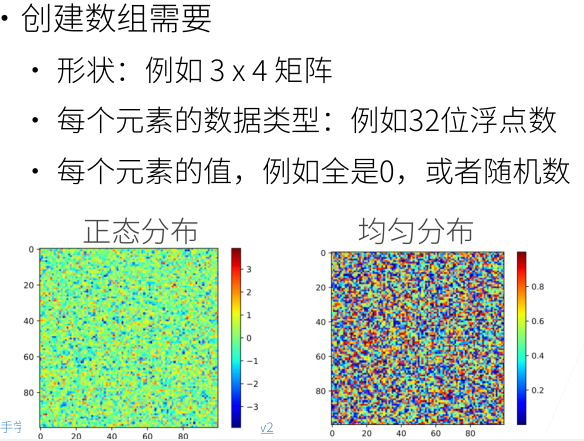 • 创建数组需要
• 形状：例如 3 x 4 矩阵
• 每个元素的数据类型：例如32位浮点数
• 每个元素的值，例如全是0，或者随机数
正态分布
均匀分布
0
20
40
60
80
0 20 40 60 80
3
2
1
0
−1
−2
−3
0
20
40
60
80
0 20 40 60 80
0.8
0.6
0.4
0.2
手学
v2